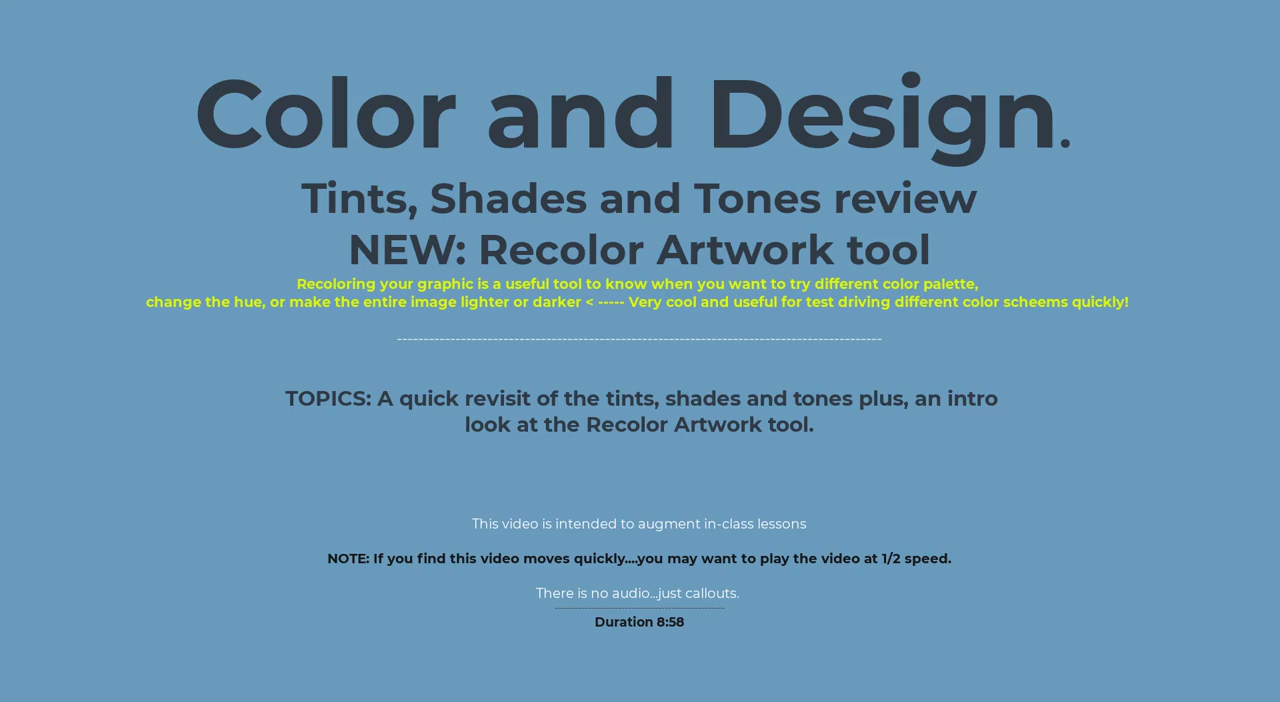 Color and Design.
Tints, Shades and Tones review
NEW: Recolor Artwork tool
Recoloring your graphic is a useful tool to know when you want to try different color palette,
change the hue, or make the entire image lighter or darker < ----- Very cool and useful for test driving different color scheems quickly!
-------------------------------------------------------------------------------------------
TOPICS: A quick revisit of the tints, shades and tones plus, an intro
look at the Recolor Artwork tool.
This video is intended to augment in-class lessons
NOTE: If you find this video moves quickly....you may want to play the video at 1/2 speed.
There is no audio...just callouts.
--------------------------------------------------
Duration 8:58